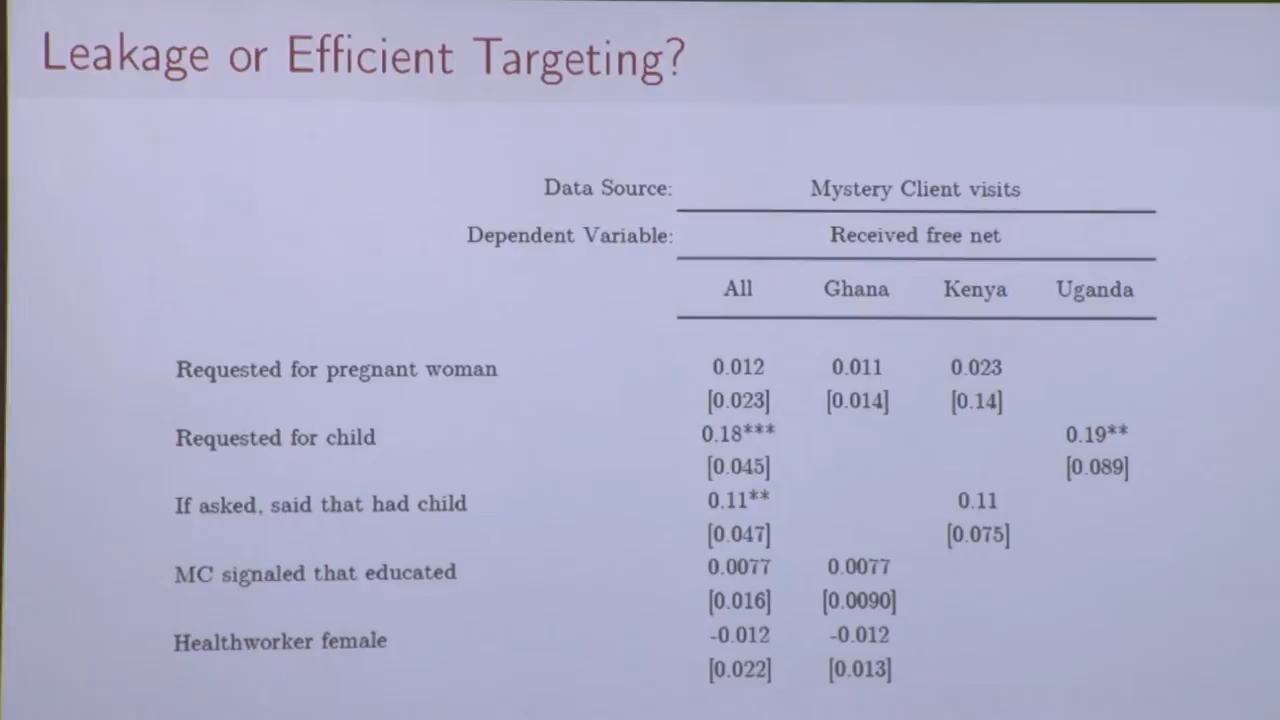 Leakage or Efficient Targeting?
Data Source: Mystery Client visits
Dependent Variable: Received free net
All Ghana Kenya Uganda
Requested for pregnant woman 0.012 0.011 0.023
[0.023] [0.014] [0.14]
Requested for child 0.18*** 0.19**
[0.045] [0.089]
If asked, said that had child 0.11** 0.11
[0.047] [0.075]
MC signaled that educated 0.0077 0.0077
[0.016] [0.0090]
Healthworker female -0.012 -0.012
[0.022] [0.013]